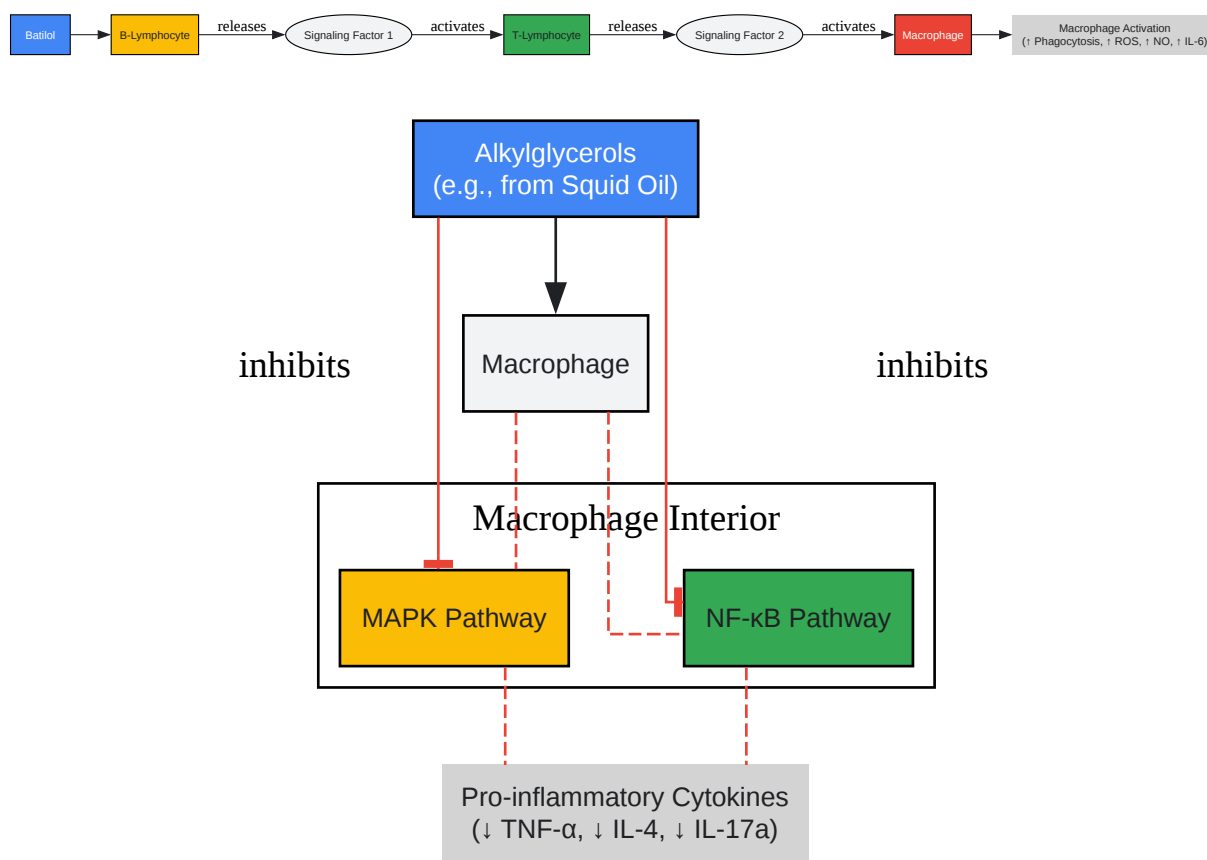 Batilol
B-Lymphocyte
releases
Signaling Factor 1
activates
T-Lymphocyte
releases
Signaling Factor 2
activates
Macrophage
Macrophage Activation
(↑ Phagocytosis, ↑ ROS, ↑ NO, ↑ IL-6)
Alkylglycerols
(e.g., from Squid Oil)
inhibits
Macrophage
inhibits
Macrophage Interior
MAPK Pathway
NF-κB Pathway
Pro-inflammatory Cytokines
(↓ TNF-α, ↓ IL-4, ↓ IL-17a)